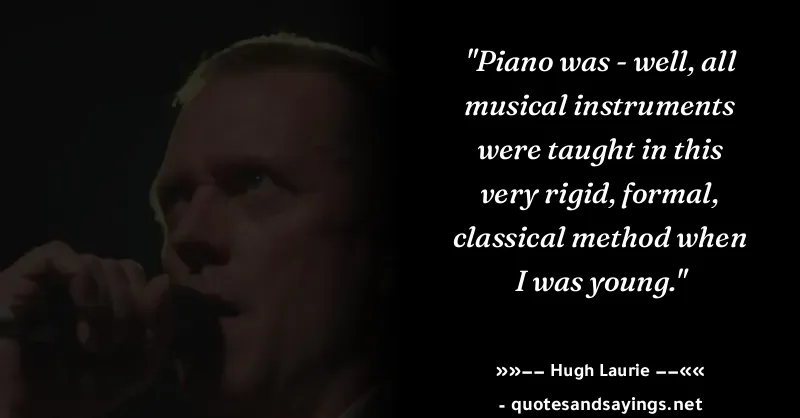 "Piano was - well, all
musical instruments
were taught in this
very rigid, formal,
classical method when
I was young."
»»−− Hugh Laurie −−««
- quotesandsayings.net